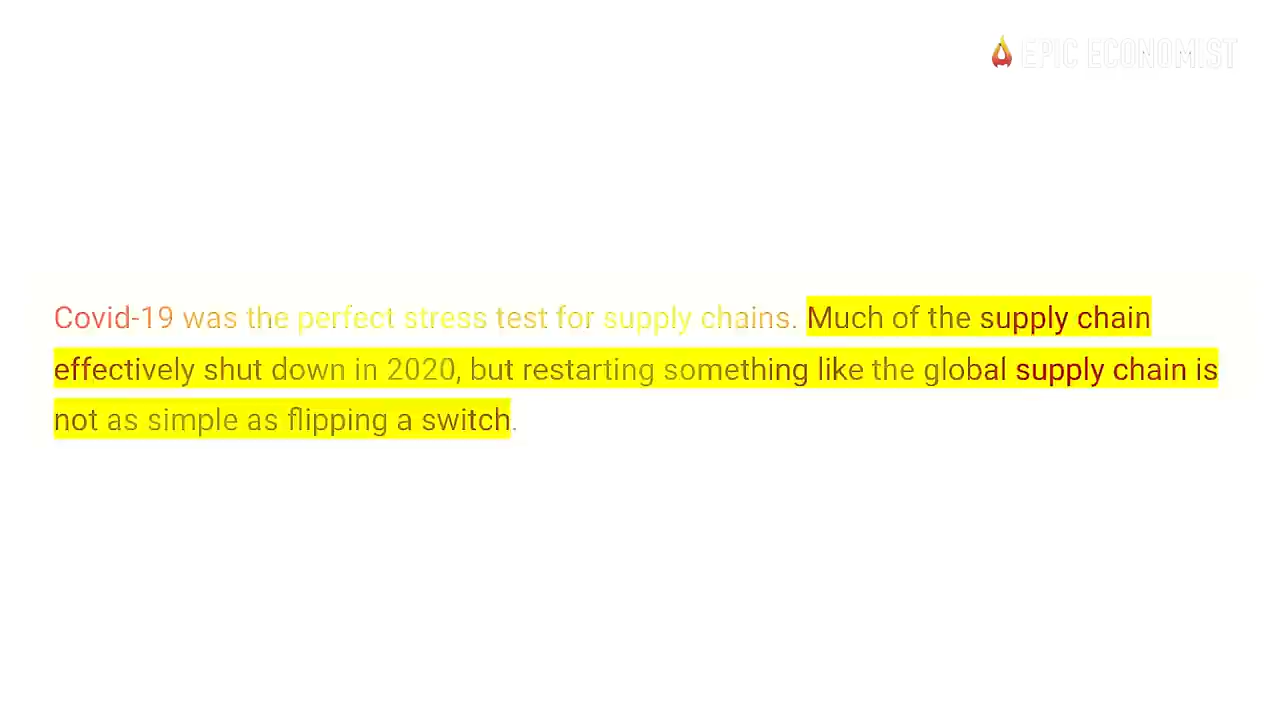 EPIC ECONOMIST
Covid-19 was the perfect stress test for supply chains. Much of the supply chain
effectively shut down in 2020, but restarting something like the global supply chain is
not as simple as flipping a switch.